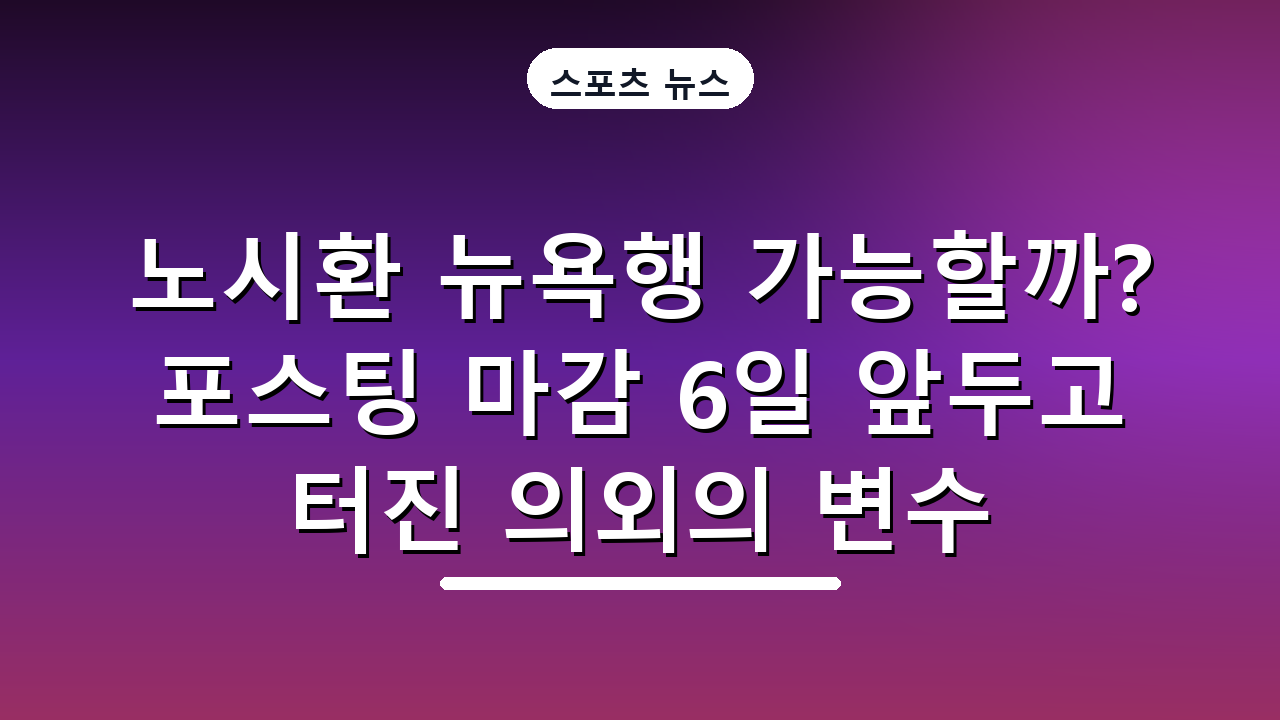 스포츠 뉴스
노시환 뉴욕행 가능할까?
포스팅 마감 6일 앞두고
터진 의외의 변수